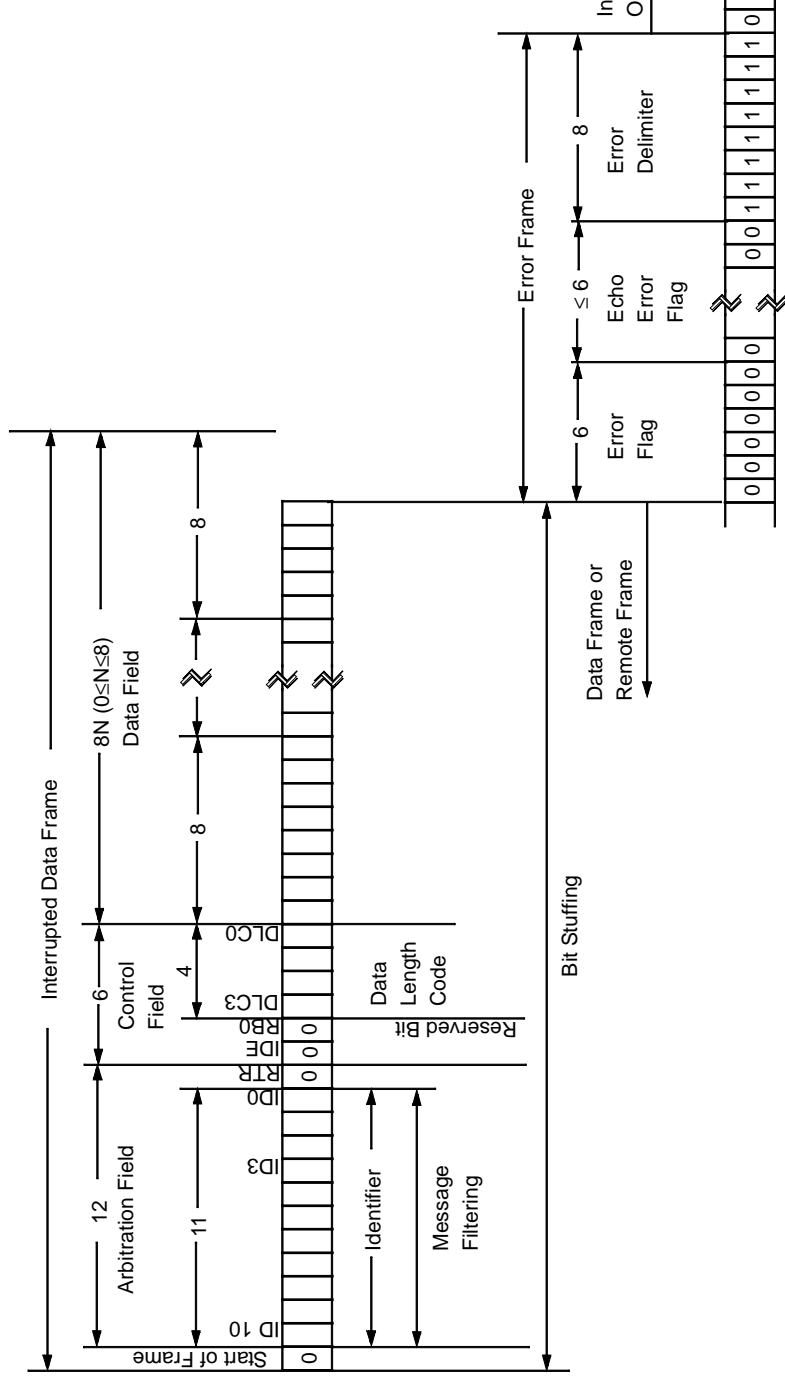 Interrupted Data Frame
12
Arbitration Field
6
Control
Field
8N (0≤N≤8)
Data Field
11
4
8
8
Start of Frame
ID 10
ID3
ID0
RTR
IDE
RB0
DLC3
DLC0
0
0
0
0
Identifier
Message
Filtering
Reserved Bit
Data
Length
Code
Bit Stuffing
Data Frame or
Remote Frame
Error Frame
6
Error
Flag
≤ 6
Echo
Error
Flag
8
Error
Delimiter
In
O
0 0 0 0 0 0 0 0 0 1 1 1 1 1 1 1 1 0